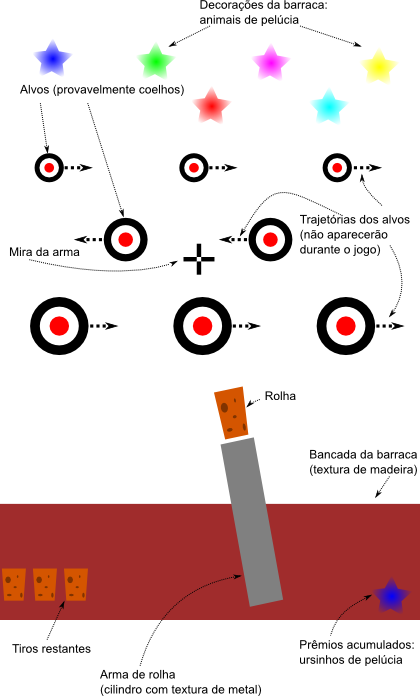 Decorações da barraca:
animais de pelúcia
Alvos (provavelmente coelhos)
Trajetórias dos alvos
(não aparecerão
durante o jogo)
Mira da arma
Rolha
Bancada da barraca
(textura de madeira)
Tiros restantes
Prêmios acumulados:
ursinhos de pelúcia
Arma de rolha
(cilindro com textura de metal)